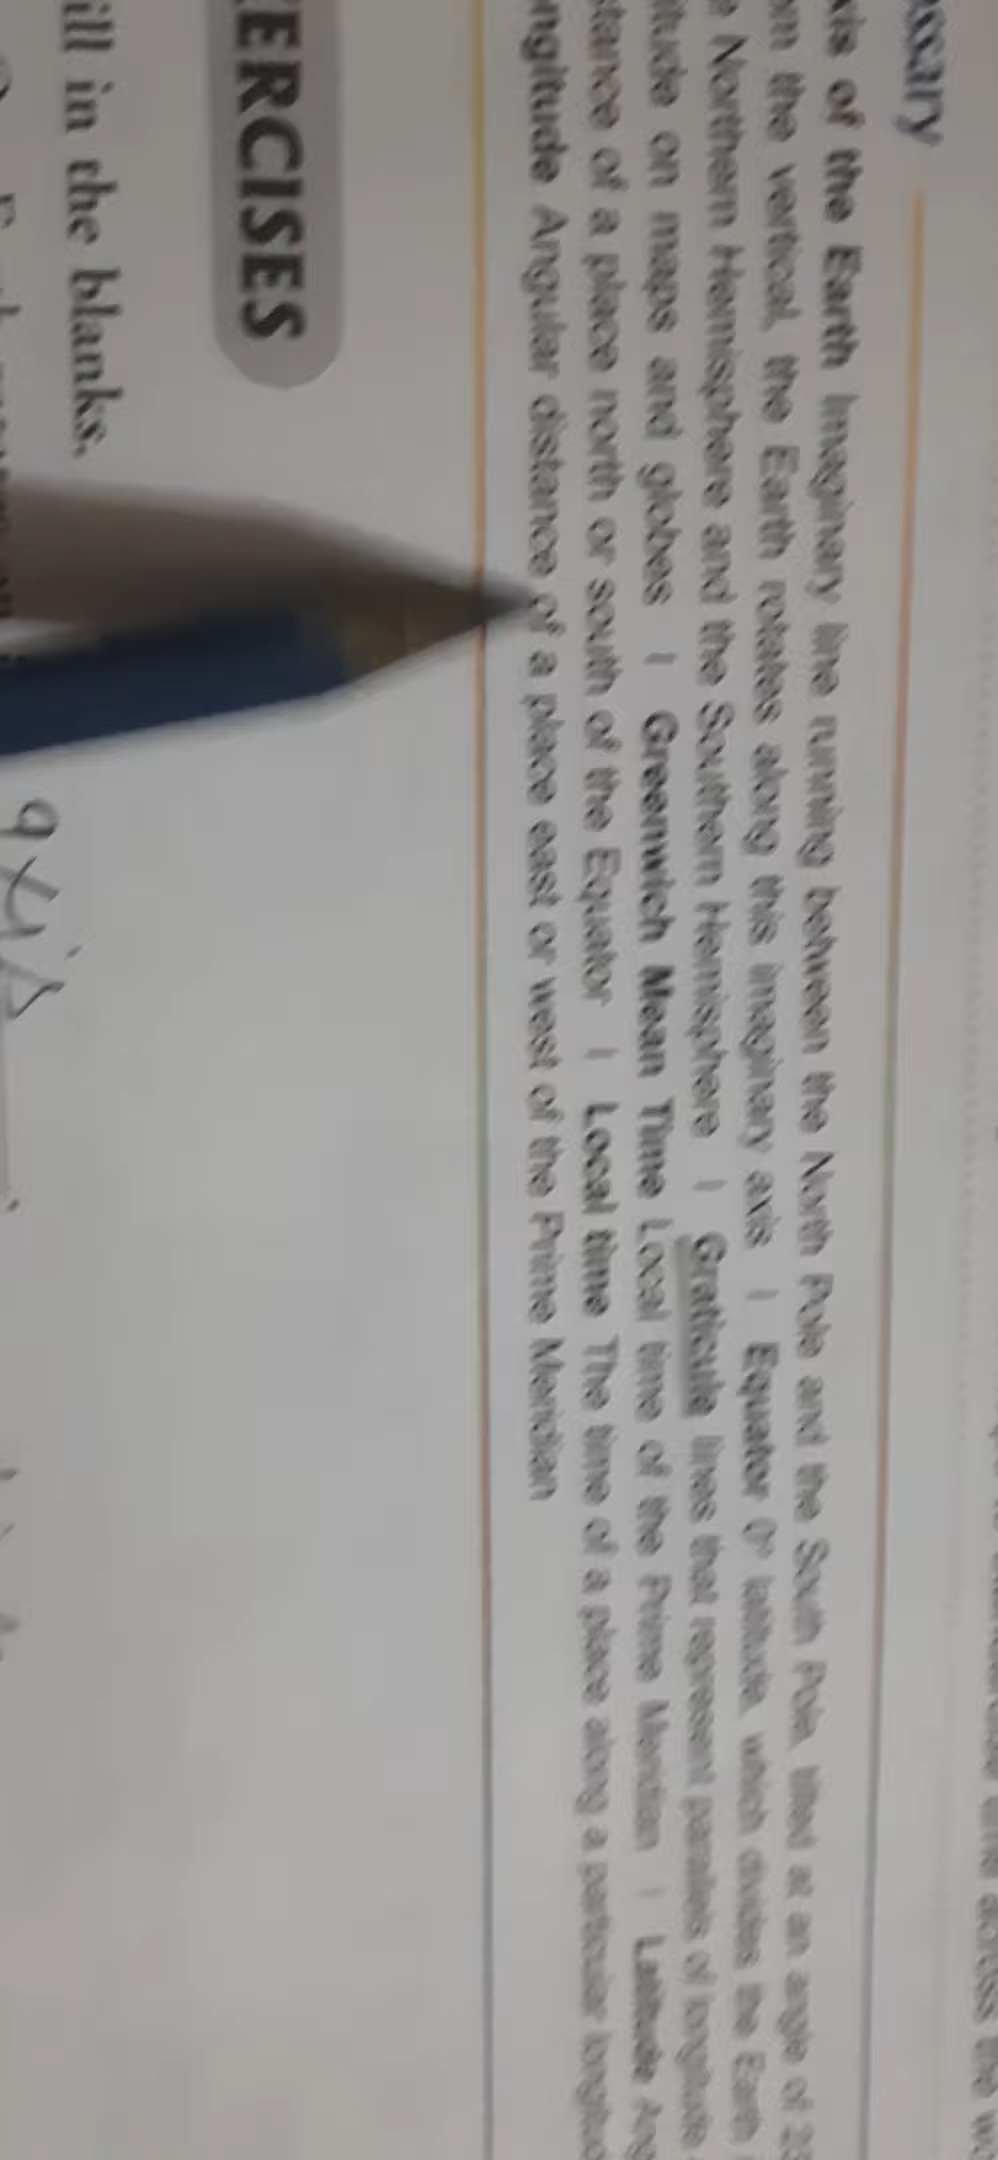 ssary
xis of the Earth Imaginary line running between the North Pole and the South Pole, tilted at an angle of 23
om the vertical, the Earth rotates along this imaginary axis | Equator 0° latitude, which divides the Earth
e Northern Hemisphere and the Southern Hemisphere | Graticule lines that represent parallels of longitude
itude on maps and globes | Greenwich Mean Time Local time of the Prime Meridian | Latitude Ang
stance of a place north or south of the Equator | Local time The time of a place along a particular longitud
ongitude Angular distance of a place east or west of the Prime Meridian
ERCISES
ill in the blanks.
axis